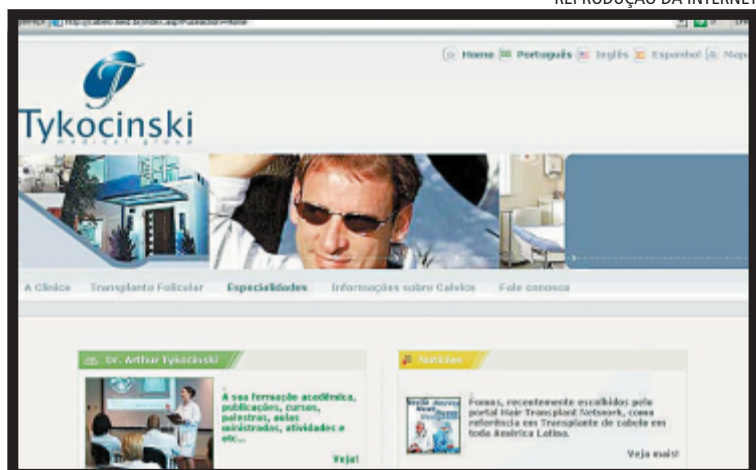 REPRODUÇÃO DA INTERNET
Home Português Inglês Espanhol Mapa
Tykocinski
medical group
A Clínica Transplante Folicular Especialidades Informações sobre Calvície Fale conosco
Dr. Arthur Tykocinski
A sua formação acadêmica,
publicações, cursos,
palestras, aulas
ministradas, atividades e
etc...
Veja!
Notícias
Fomos, recentemente escolhidos pelo
portal Hair Transplant Network, como
referência em Transplante de cabelo em
toda América Latina.
Veja mais!